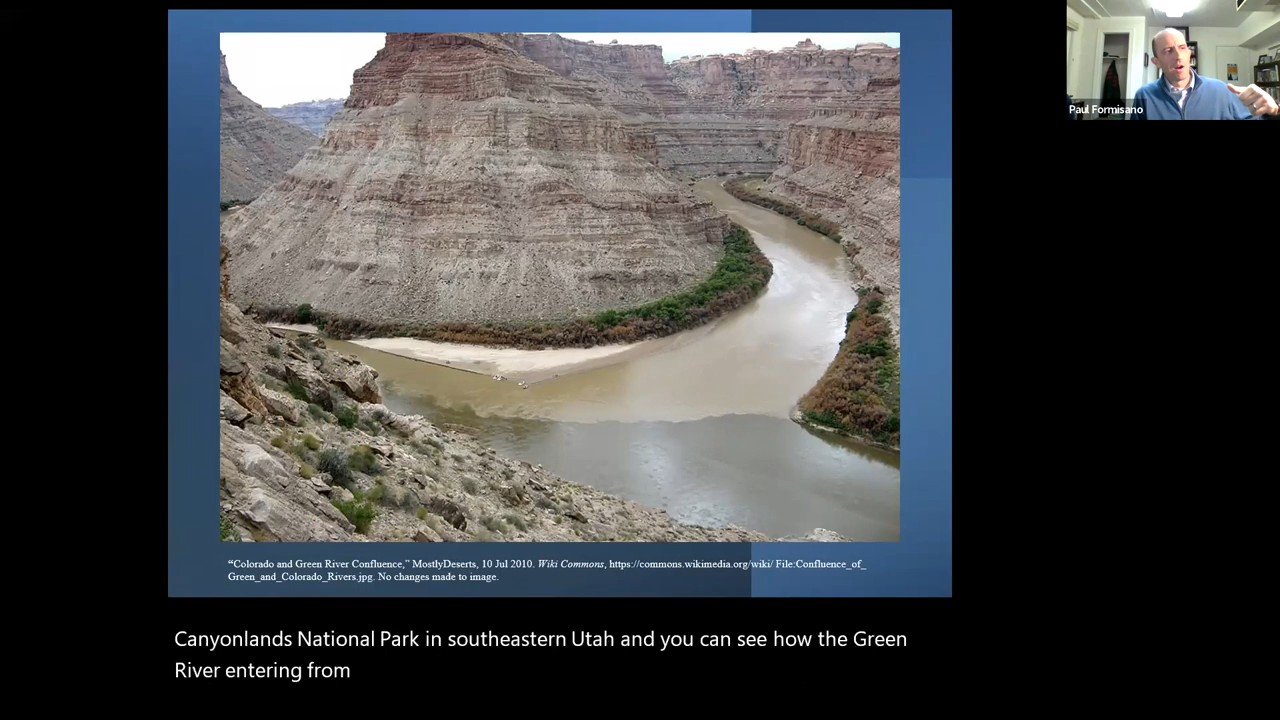 Paul Formisano
“Colorado and Green River Confluence,” MostlyDeserts, 10 Jul 2010. Wiki Commons, https://commons.wikimedia.org/wiki/ File:Confluence_of_
Green_and_Colorado_Rivers.jpg. No changes made to image.
Canyonlands National Park in southeastern Utah and you can see how the Green
River entering from